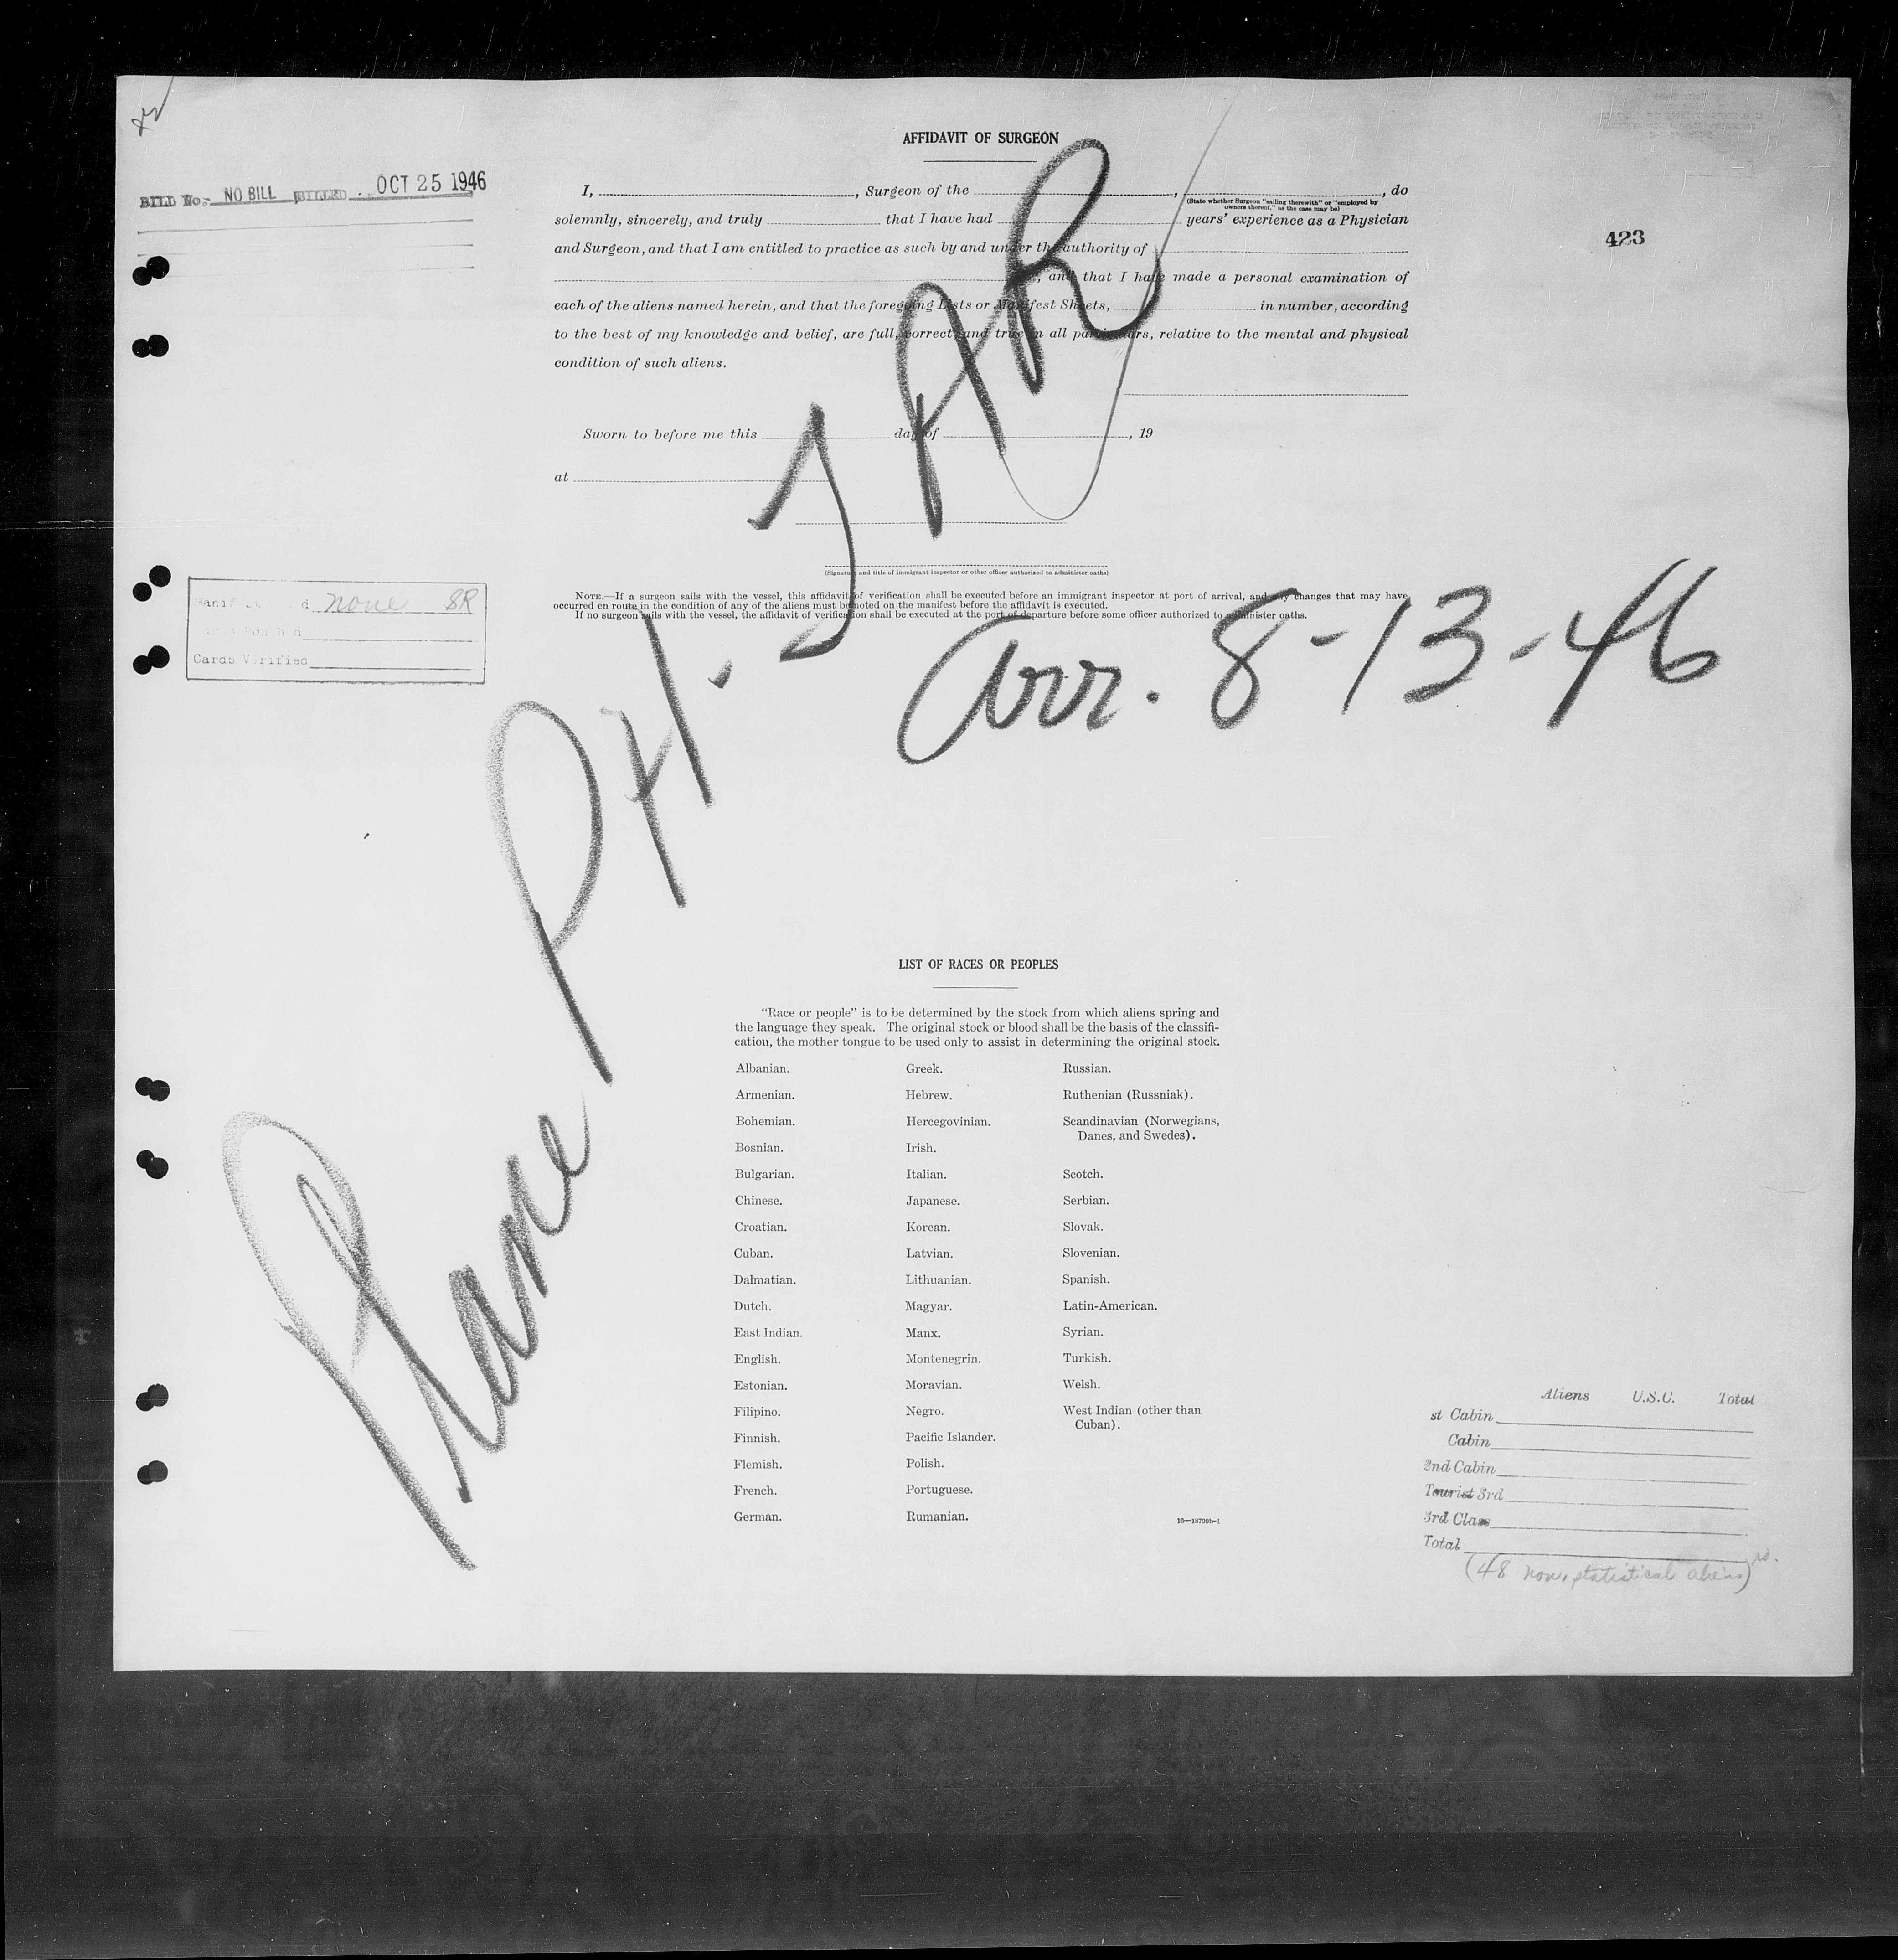 AFFIDAVIT OF SURGEON
BILL No. NO BILL BILLED OCT 25 1946
423
I, , Surgeon of the , , do
(State whether Surgeon "sailing therewith" or "employed by
owners thereof," as the case may be)
solemnly, sincerely, and truly that I have had years' experience as a Physician
and Surgeon, and that I am entitled to practice as such by and under the authority of
, and that I have made a personal examination of
each of the aliens named herein, and that the foregoing Lists or Manifest Sheets, in number, according
to the best of my knowledge and belief, are full, correct, and true in all particulars, relative to the mental and physical
condition of such aliens.
Sworn to before me this day of , 19
at
(Signature and title of immigrant inspector or other officer authorized to administer oaths)
NOTE.—If a surgeon sails with the vessel, this affidavit of verification shall be executed before an immigrant inspector at port of arrival, and any changes that may have
occurred en route in the condition of any of the aliens must be noted on the manifest before the affidavit is executed.
If no surgeon sails with the vessel, the affidavit of verification shall be executed at the port of departure before some officer authorized to administer oaths.
none SR
Cards Verified
Plane PH-TAR
Arr. 8-13-46
LIST OF RACES OR PEOPLES
"Race or people" is to be determined by the stock from which aliens spring and
the language they speak. The original stock or blood shall be the basis of the classifi-
cation, the mother tongue to be used only to assist in determining the original stock.
Albanian.
Armenian.
Bohemian.
Bosnian.
Bulgarian.
Chinese.
Croatian.
Cuban.
Dalmatian.
Dutch.
East Indian.
English.
Estonian.
Filipino.
Finnish.
Flemish.
French.
German.
Greek.
Hebrew.
Hercegovinian.
Irish.
Italian.
Japanese.
Korean.
Latvian.
Lithuanian.
Magyar.
Manx.
Montenegrin.
Moravian.
Negro.
Pacific Islander.
Polish.
Portuguese.
Rumanian.
Russian.
Ruthenian (Russniak).
Scandinavian (Norwegians,
Danes, and Swedes).
Scotch.
Serbian.
Slovak.
Slovenian.
Spanish.
Latin-American.
Syrian.
Turkish.
Welsh.
West Indian (other than
Cuban).
Aliens U.S.C. Total
st Cabin
Cabin
2nd Cabin
Tourist 3rd
3rd Class
Total
(48 non. statistical aliens)